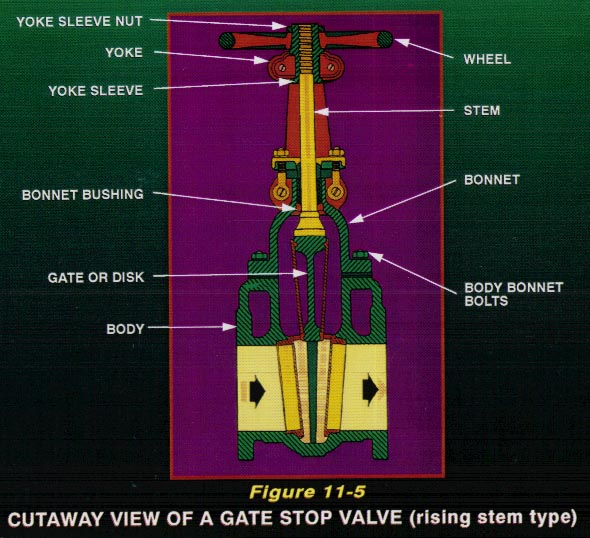 YOKE SLEEVE NUT
YOKE
WHEEL
YOKE SLEEVE
STEM
BONNET BUSHING
BONNET
GATE OR DISK
BODY BONNET
BOLTS
BODY
Figure 11-5
CUTAWAY VIEW OF A GATE STOP VALVE (rising stem type)